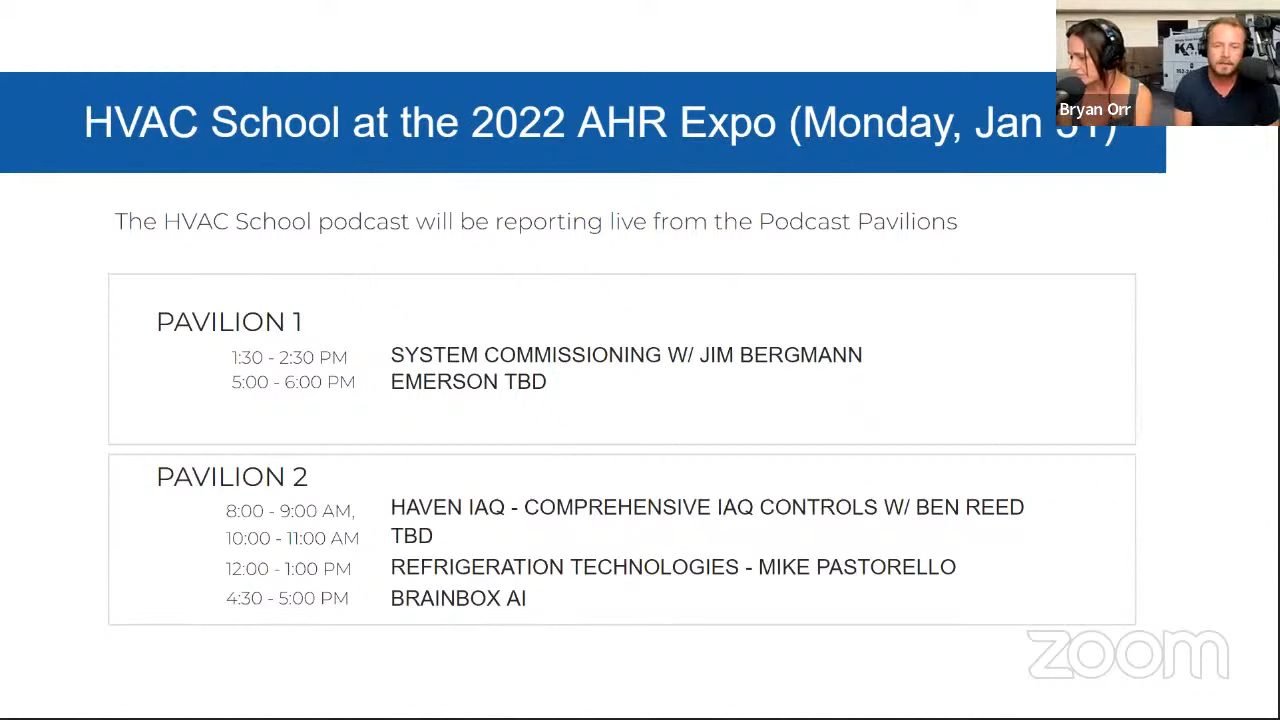 HVAC School at the 2022 AHR Expo (Monday, Jan 31)
Bryan Orr
The HVAC School podcast will be reporting live from the Podcast Pavilions
PAVILION 1
1:30 - 2:30 PM SYSTEM COMMISSIONING W/ JIM BERGMANN
5:00 - 6:00 PM EMERSON TBD
PAVILION 2
8:00 - 9:00 AM, HAVEN IAQ - COMPREHENSIVE IAQ CONTROLS W/ BEN REED
10:00 - 11:00 AM TBD
12:00 - 1:00 PM REFRIGERATION TECHNOLOGIES - MIKE PASTORELLO
4:30 - 5:00 PM BRAINBOX AI
zoom